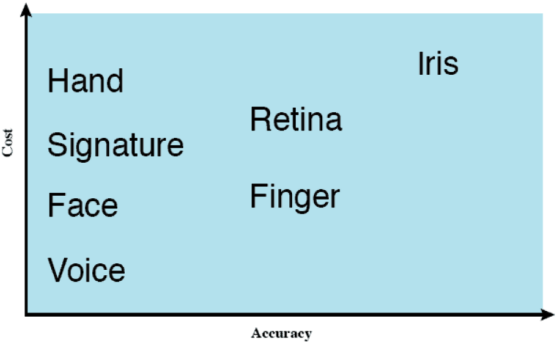 Iris
Hand
Retina
Signature
Finger
Face
Voice
Cost
Accuracy